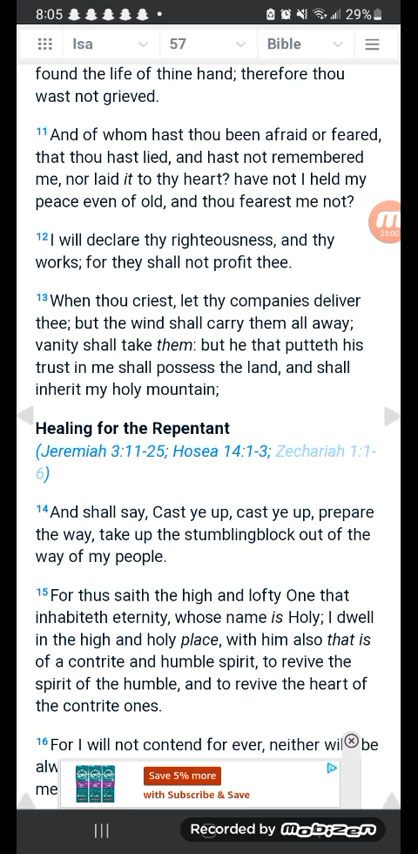 8:05
29%
Isa 57 Bible
found the life of thine hand; therefore thou
wast not grieved.
11 And of whom hast thou been afraid or feared,
that thou hast lied, and hast not remembered
me, nor laid it to thy heart? have not I held my
peace even of old, and thou fearest me not?
25:00
12 I will declare thy righteousness, and thy
works; for they shall not profit thee.
13 When thou criest, let thy companies deliver
thee; but the wind shall carry them all away;
vanity shall take them: but he that putteth his
trust in me shall possess the land, and shall
inherit my holy mountain;
Healing for the Repentant
(Jeremiah 3:11-25; Hosea 14:1-3; Zechariah 1:1-
6)
14 And shall say, Cast ye up, cast ye up, prepare
the way, take up the stumblingblock out of the
way of my people.
15 For thus saith the high and lofty One that
inhabiteth eternity, whose name is Holy; I dwell
in the high and holy place, with him also that is
of a contrite and humble spirit, to revive the
spirit of the humble, and to revive the heart of
the contrite ones.
16 For I will not contend for ever, neither wil be
alw
me
Save 5% more
with Subscribe & Save
Recorded by mobizen